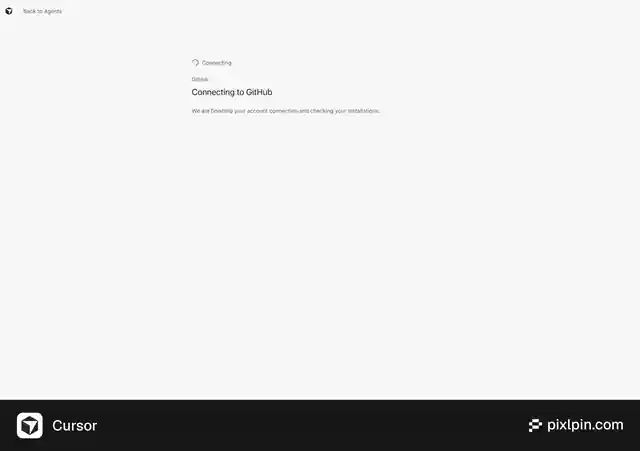 Back to Agents
Connecting
GitHub
Connecting to GitHub
We are finishing your account connection and checking your installations.
Cursor
pixlpin.com